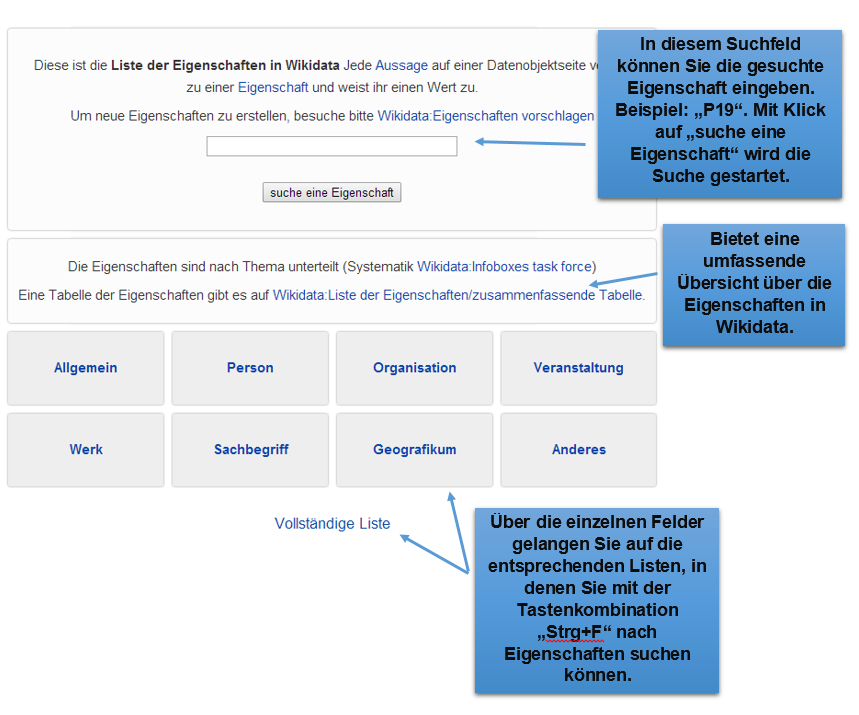 Diese ist die Liste der Eigenschaften in Wikidata Jede Aussage auf einer Datenobjektseite
zu einer Eigenschaft und weist ihr einen Wert zu.
Um neue Eigenschaften zu erstellen, besuche bitte Wikidata:Eigenschaften vorschlagen
suche eine Eigenschaft
In diesem Suchfeld
können Sie die gesuchte
Eigenschaft eingeben.
Beispiel: „P19“. Mit Klick
auf „suche eine
Eigenschaft“ wird die
Suche gestartet.
Die Eigenschaften sind nach Thema unterteilt (Systematik Wikidata:Infoboxes task force)
Eine Tabelle der Eigenschaften gibt es auf Wikidata:Liste der Eigenschaften/zusammenfassende Tabelle.
Bietet eine
umfassende
Übersicht über die
Eigenschaften in
Wikidata.
Allgemein
Person
Organisation
Veranstaltung
Werk
Sachbegriff
Geografikum
Anderes
Vollständige Liste
Über die einzelnen Felder
gelangen Sie auf die
entsprechenden Listen, in
denen Sie mit der
Tastenkombination
„Strg+F“ nach
Eigenschaften suchen
können.